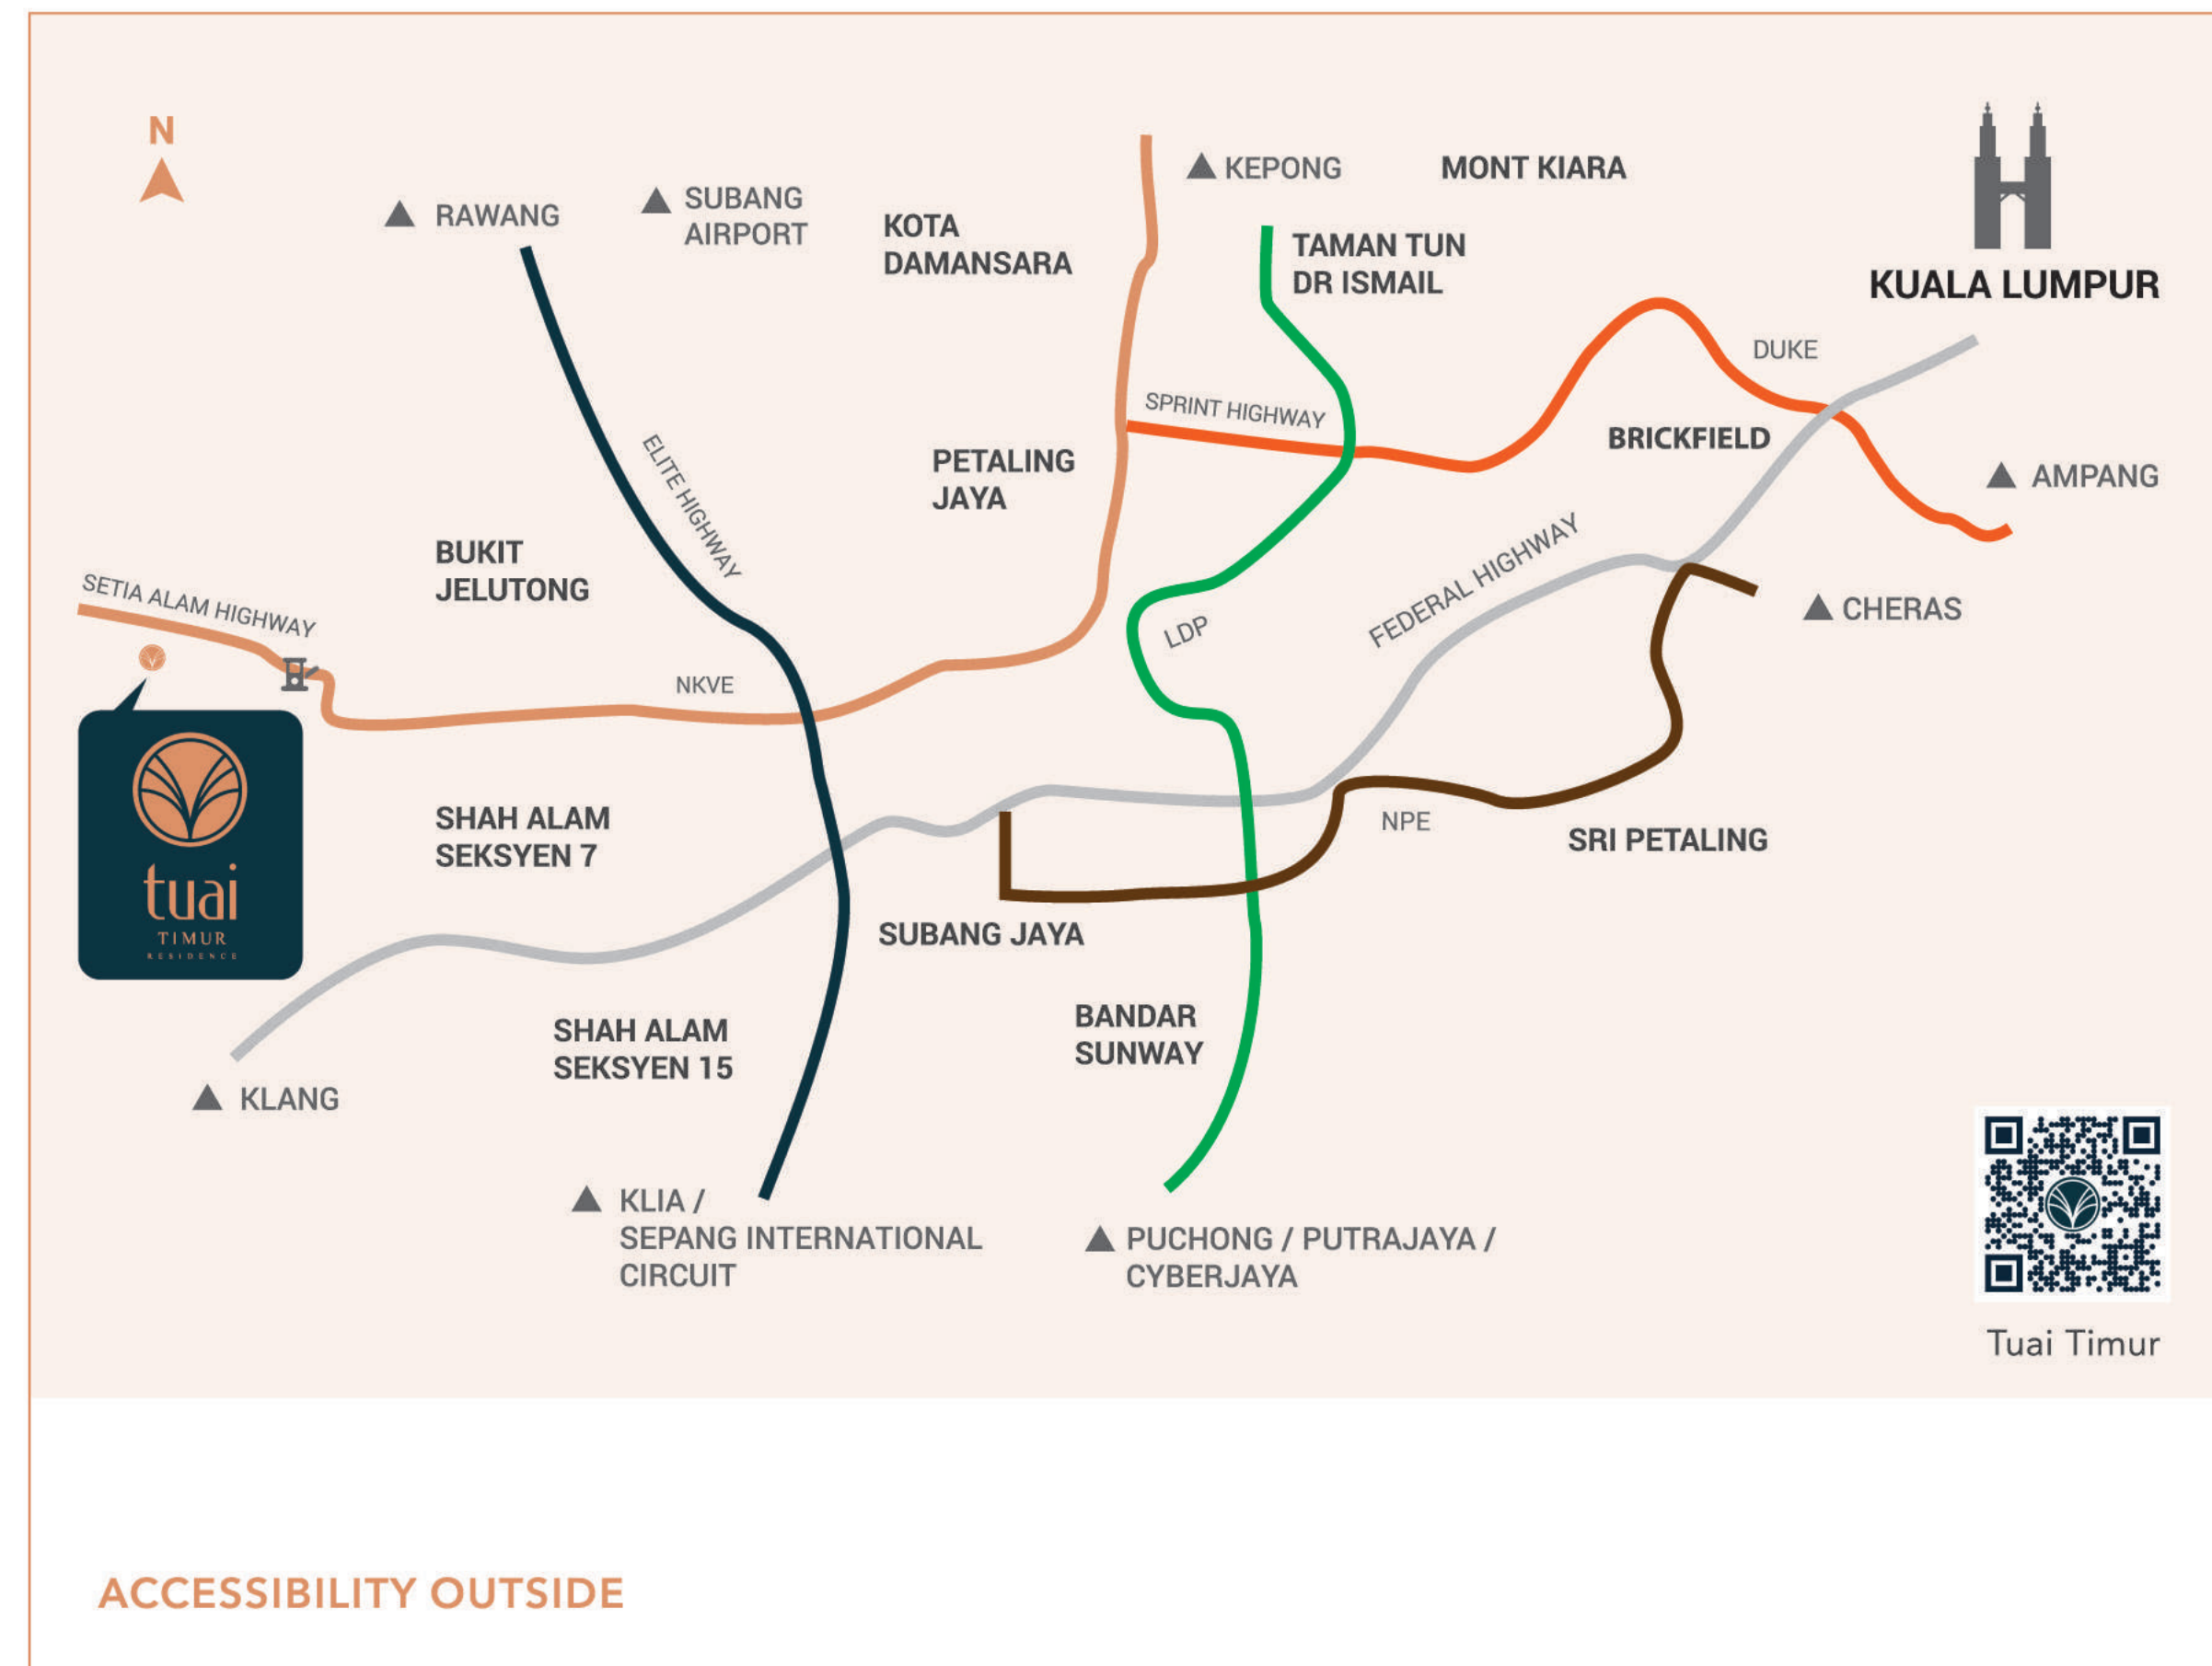 N
KEPONG
MONT KIARA
RAWANG
SUBANG
AIRPORT
KOTA
DAMANSARA
TAMAN TUN
DR ISMAIL
KUALA LUMPUR
DUKE
SPRINT HIGHWAY
BRICKFIELD
PETALING
JAYA
AMPANG
ELITE HIGHWAY
BUKIT
JELUTONG
FEDERAL HIGHWAY
SETIA ALAM HIGHWAY
CHERAS
LDP
NKVE
SHAH ALAM
SEKSYEN 7
NPE
SRI PETALING
tuai
TIMUR
RESIDENCE
SUBANG JAYA
SHAH ALAM
SEKSYEN 15
BANDAR
SUNWAY
KLANG
KLIA /
SEPANG INTERNATIONAL
CIRCUIT
PUCHONG / PUTRAJAYA /
CYBERJAYA
Tuai Timur
ACCESSIBILITY OUTSIDE